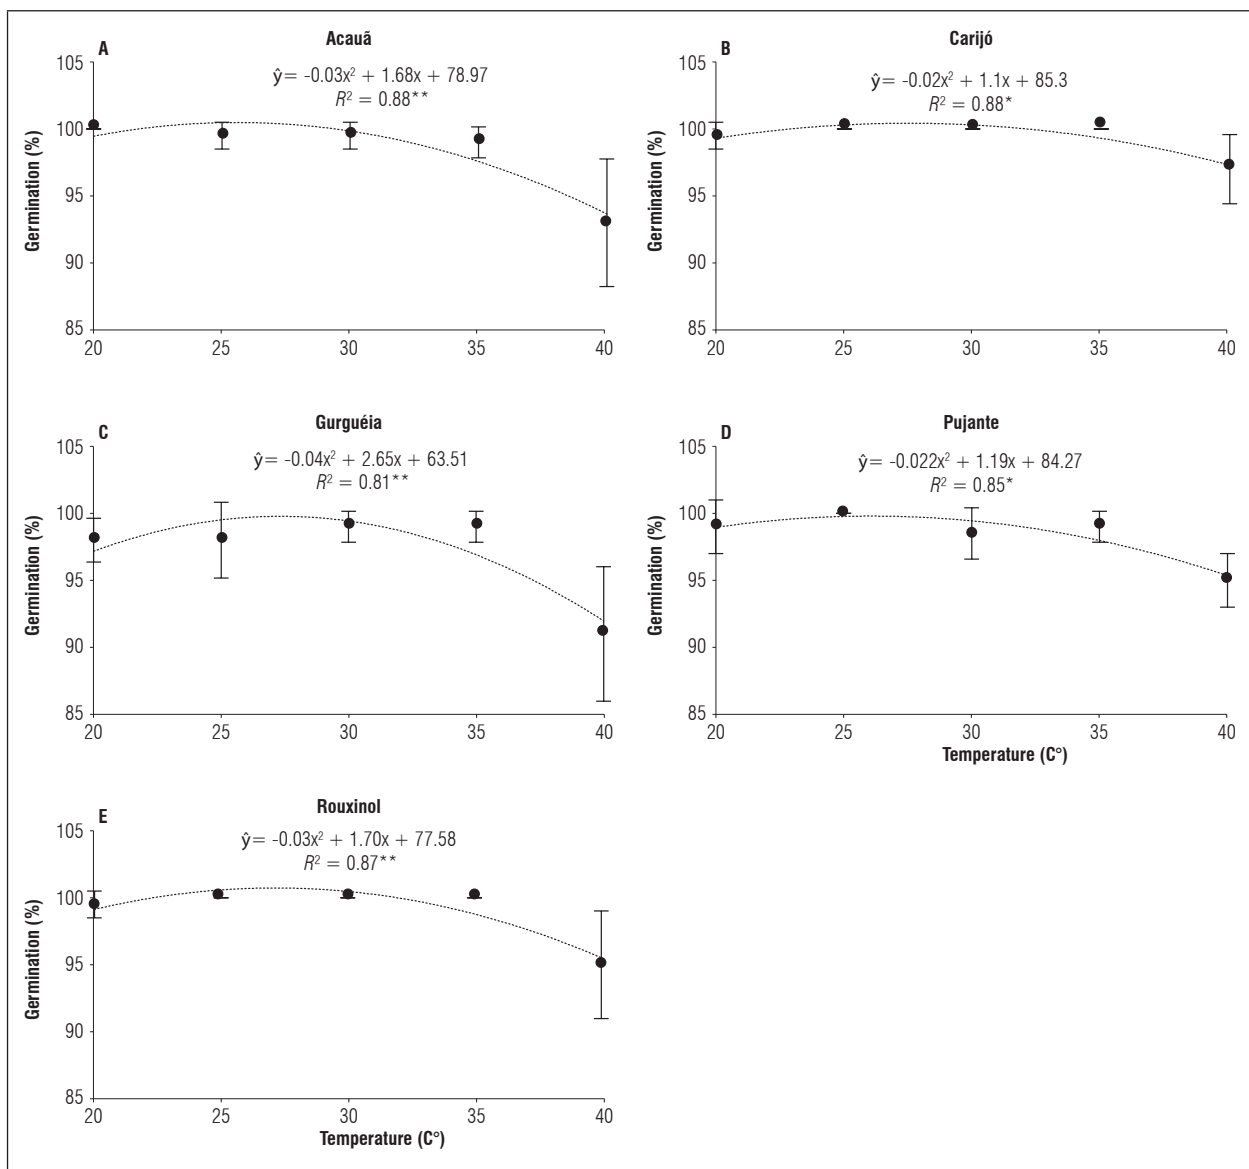 A
Acauã
ŷ= -0.03x² + 1.68x + 78.97
R² = 0.88**
Germination (%)
105
100
95
90
85
20 25 30 35 40
B
Carijó
ŷ= -0.02x² + 1.1x + 85.3
R² = 0.88*
Germination (%)
105
100
95
90
85
20 25 30 35 40
C
Gurguéia
ŷ= -0.04x² + 2.65x + 63.51
R² = 0.81**
Germination (%)
105
100
95
90
85
20 25 30 35 40
D
Pujante
ŷ= -0.022x² + 1.19x + 84.27
R² = 0.85*
Germination (%)
105
100
95
90
85
20 25 30 35 40
Temperature (C°)
E
Rouxinol
ŷ= -0.03x² + 1.70x + 77.58
R² = 0.87**
Germination (%)
105
100
95
90
85
20 25 30 35 40
Temperature (C°)